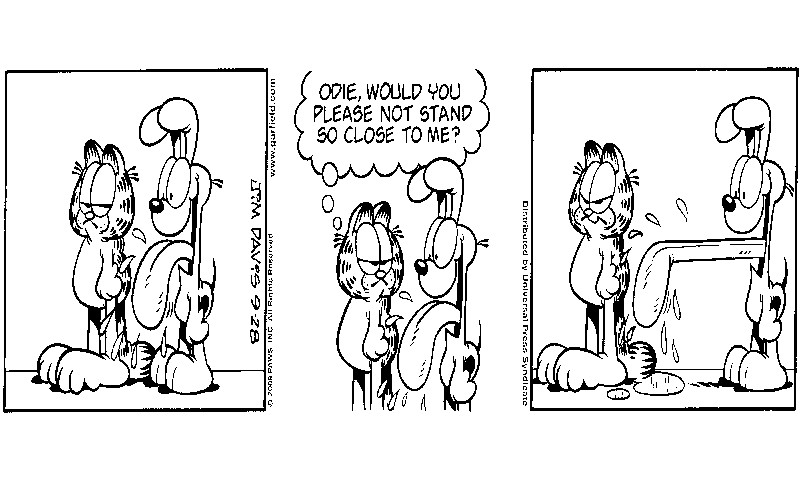 www.garfield.com
JIM DAVIS 9-28
© 2008 PAWS, INC. All Rights Reserved.
ODIE, WOULD YOU
PLEASE NOT STAND
SO CLOSE TO ME?
Distributed by Universal Press Syndicate